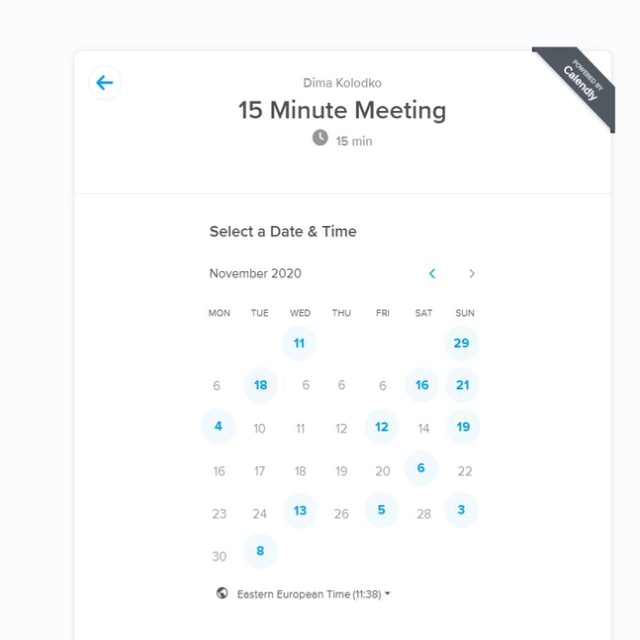 POWERED BY
Calendly
Dima Kolodko
15 Minute Meeting
15 min
Select a Date & Time
November 2020
MON TUE WED THU FRI SAT SUN
11 29
6 18 6 6 6 16 21
4 10 11 12 12 14 19
16 17 18 19 20 6 22
23 24 13 26 5 28 3
30 8
Eastern European Time (11:38)